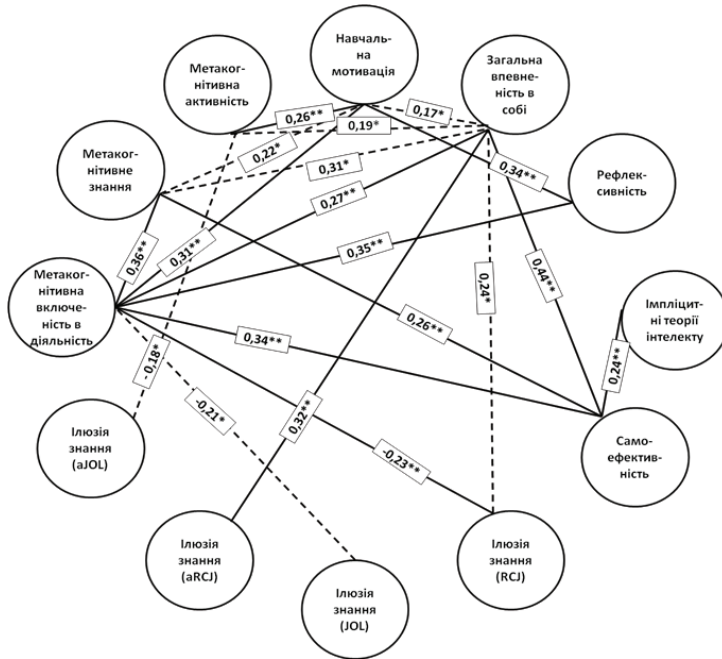 Навчаль-
на
мотивація
Метаког-
нітивна
активність
Загальна
впевне-
ність в
собі
0,26**
0,17*
0,19*
0,22*
Метаког-
нітивне
знання
0,31*
0,34**
Рефлек-
сивність
0,27**
0,36**
0,31**
0,35**
0,24*
0,44**
Метаког-
нітивна
включе-
ність в
діяльність
Імпліцит-
ні теорії
інтелекту
0,26**
0,34**
0,24**
- 0,18*
-0,21*
0,32**
Ілюзія
знання
(aJOL)
-0,23**
Само-
ефектив-
ність
Ілюзія
знання
(aRCJ)
Ілюзія
знання
(RCJ)
Ілюзія
знання
(JOL)